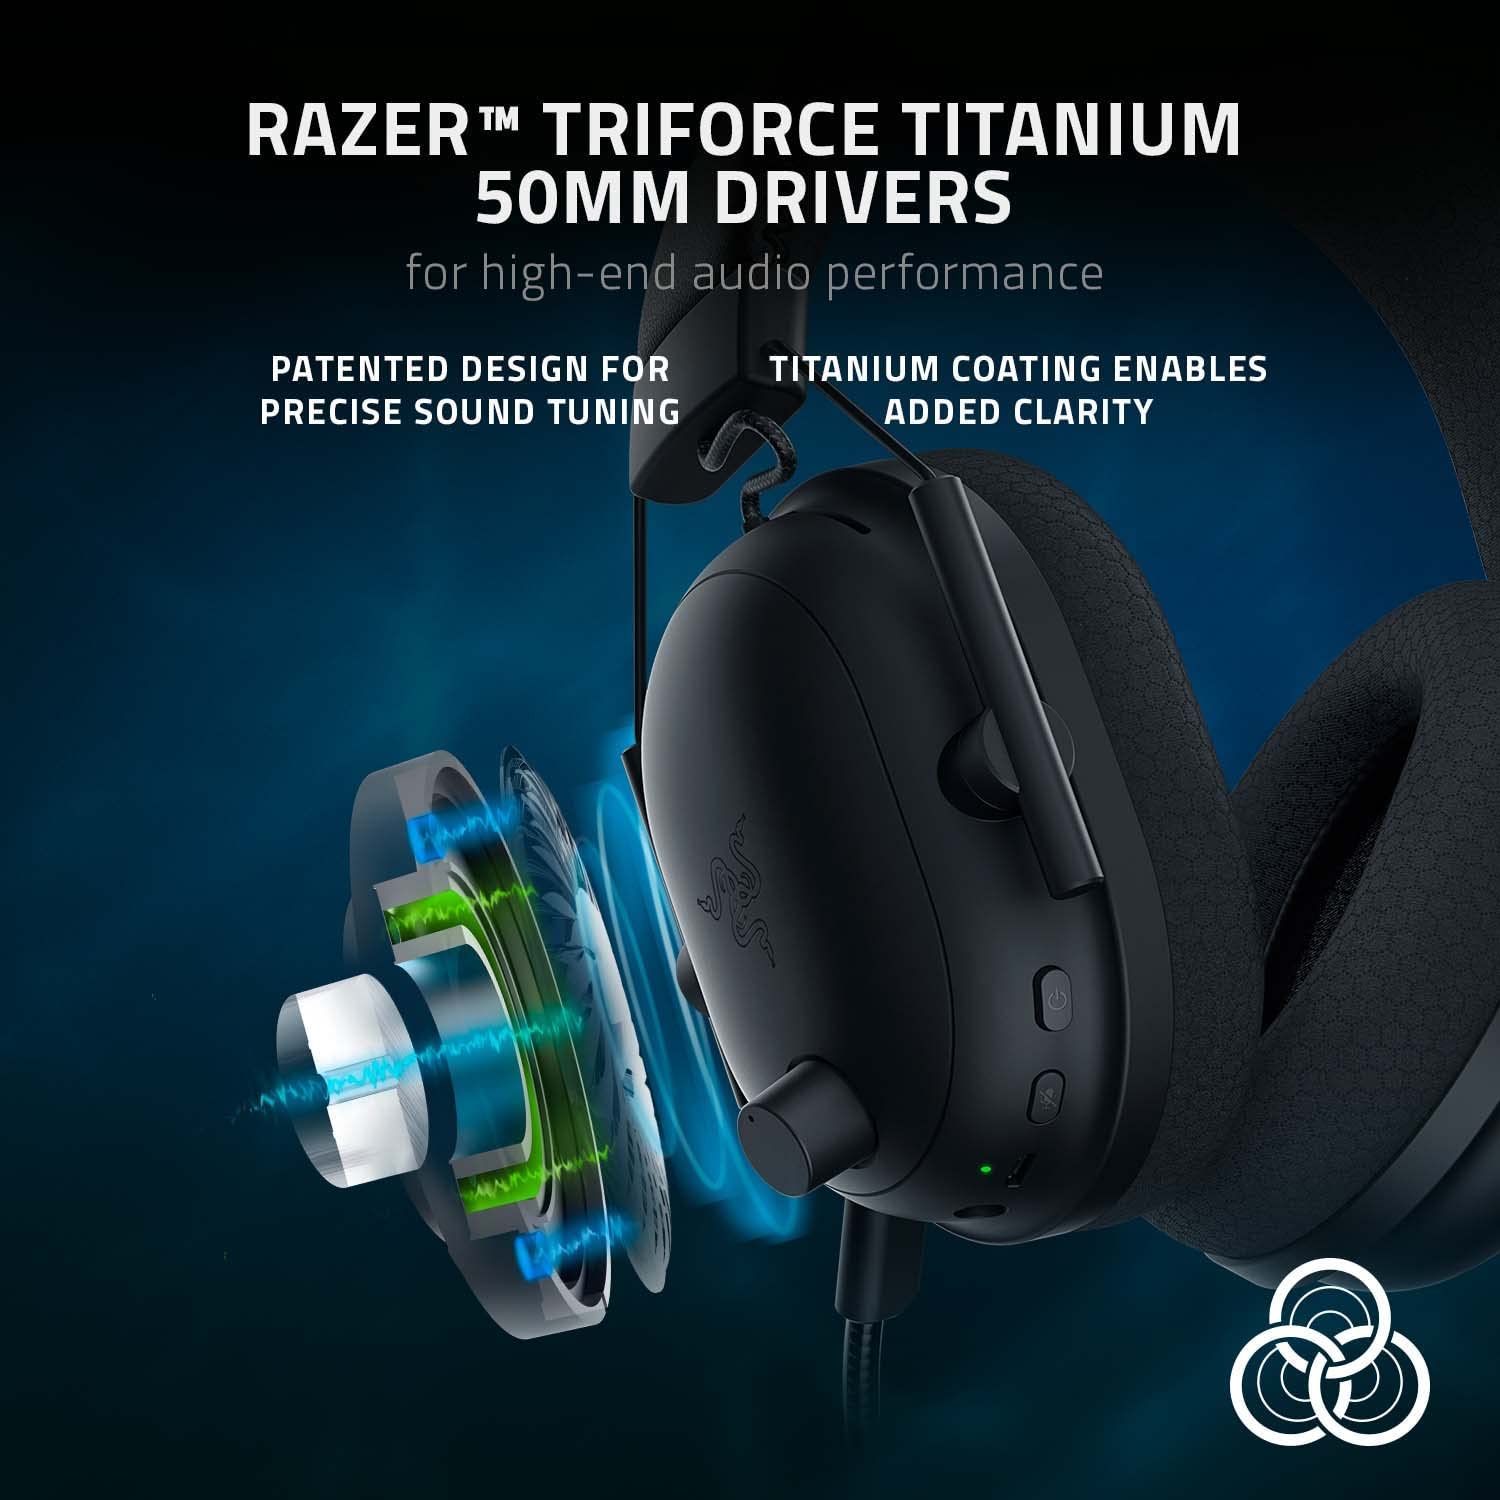 RAZER™ TRIFORCE TITANIUM
50MM DRIVERS
for high-end audio performance
PATENTED DESIGN FOR
PRECISE SOUND TUNING
TITANIUM COATING ENABLES
ADDED CLARITY